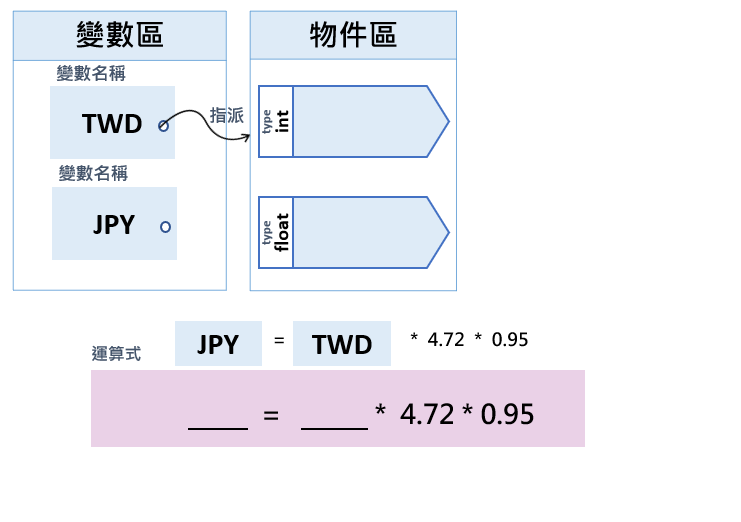 變數區
物件區
變數名稱
TWD
指派
type
int
變數名稱
JPY
type
float
JPY = TWD * 4.72 * 0.95
運算式
____ = ____ * 4.72 * 0.95